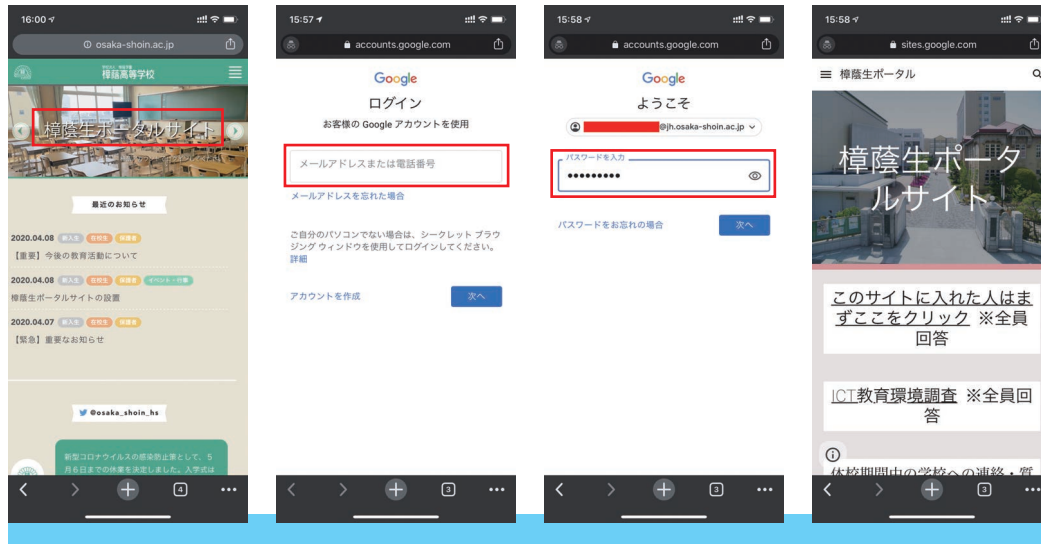 16:00
osaka-shoin.ac.jp
樟蔭高等学校
樟蔭生ポータルサイト
最近のお知らせ
2020.04.08 新入生 在校生 保護者
【重要】今後の教育活動について
2020.04.08 新入生 在校生 保護者 イベント・行事
樟蔭生ポータルサイトの設置
2020.04.07 新入生 在校生 保護者
【緊急】重要なお知らせ
@osaka_shoin_hs
新型コロナウイルスの感染防止策として、5
月6日までの休業を決定しました。入学式は
4
15:57
accounts.google.com
Google
ログイン
お客様の Google アカウントを使用
メールアドレスまたは電話番号
メールアドレスを忘れた場合
ご自分のパソコンでない場合は、シークレット ブラウ
ジング ウィンドウを使用してログインしてください。
詳細
アカウントを作成
次へ
3
15:58
accounts.google.com
Google
ようこそ
@jh.osaka-shoin.ac.jp
パスワードを入力
パスワードをお忘れの場合
次へ
3
15:58
sites.google.com
樟蔭生ポータル
樟蔭生ポータ
ルサイト
このサイトに入れた人はま
ずここをクリック ※全員
回答
ICT教育環境調査 ※全員回
答
休校期間中の学校への連絡・質
3